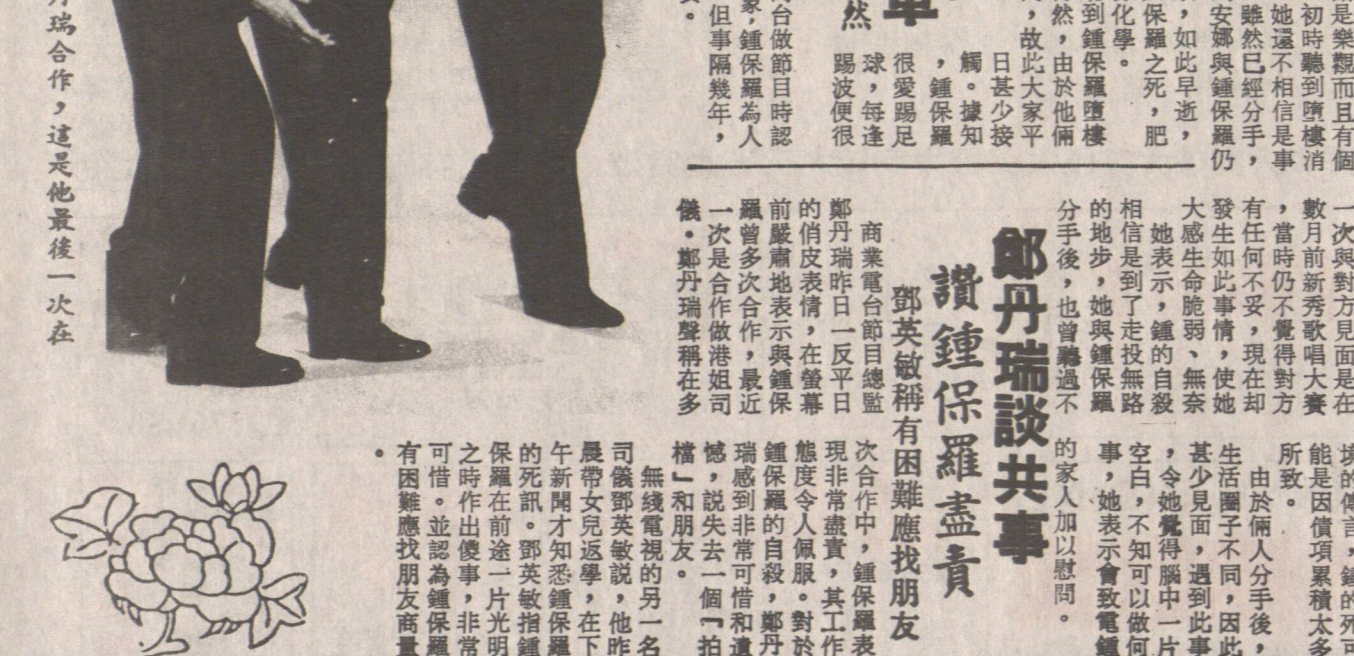 是樂觀而且有個
初時聽到墮樓消
她還不相信是事
雖然已經分手，
安娜與鍾保羅仍
，如此早逝，
保羅之死，肥
化學。
到鍾保羅墮樓
然，由於他倆
，故此大家平
日甚少接
觸。據知
，鍾保羅
很愛踢足
球，每逢
踢波便很
然
台做節目時認
家，鍾保羅為人
但事隔幾年，
一次與對方見面是在
數月前新秀歌唱大賽
，當時仍不覺得對方
有任何不妥，現在却
發生如此事情，使她
大感生命脆弱、無奈
她表示，鍾的自殺
相信是到了走投無路
的地步，她與鍾保羅
分手後，也曾聽過不
境的傳言，鍾的死可
能是因債項累積太多
所致。
由於倆人分手後，
生活圈子不同，因此
甚少見面，遇到此事
，令她覺得腦中一片
空白，不知可以做何
事，她表示會致電鍾
的家人加以慰問。
鄭丹瑞談共事
讚鍾保羅盡責
鄧英敏稱有困難應找朋友
商業電台節目總監
鄭丹瑞昨日一反平日
的俏皮表情，在螢幕
前嚴肅地表示與鍾保
羅曾多次合作，最近
一次是合作做港姐司
儀。鄭丹瑞聲稱在多
次合作中，鍾保羅表
現非常盡責，其工作
態度令人佩服。對於
鍾保羅的自殺，鄭丹
瑞感到非常可惜和遺
憾，説失去一個「拍
檔」和朋友。
無綫電視的另一名
司儀鄧英敏説，他昨
晨帶女兒返學，在下
午新聞才知悉鍾保羅
的死訊。鄧英敏指鍾
保羅在前途一片光明
之時作出傻事，非常
可惜。並認為鍾保羅
有困難應找朋友商量
。
丹瑞合作，這是他最後一次在